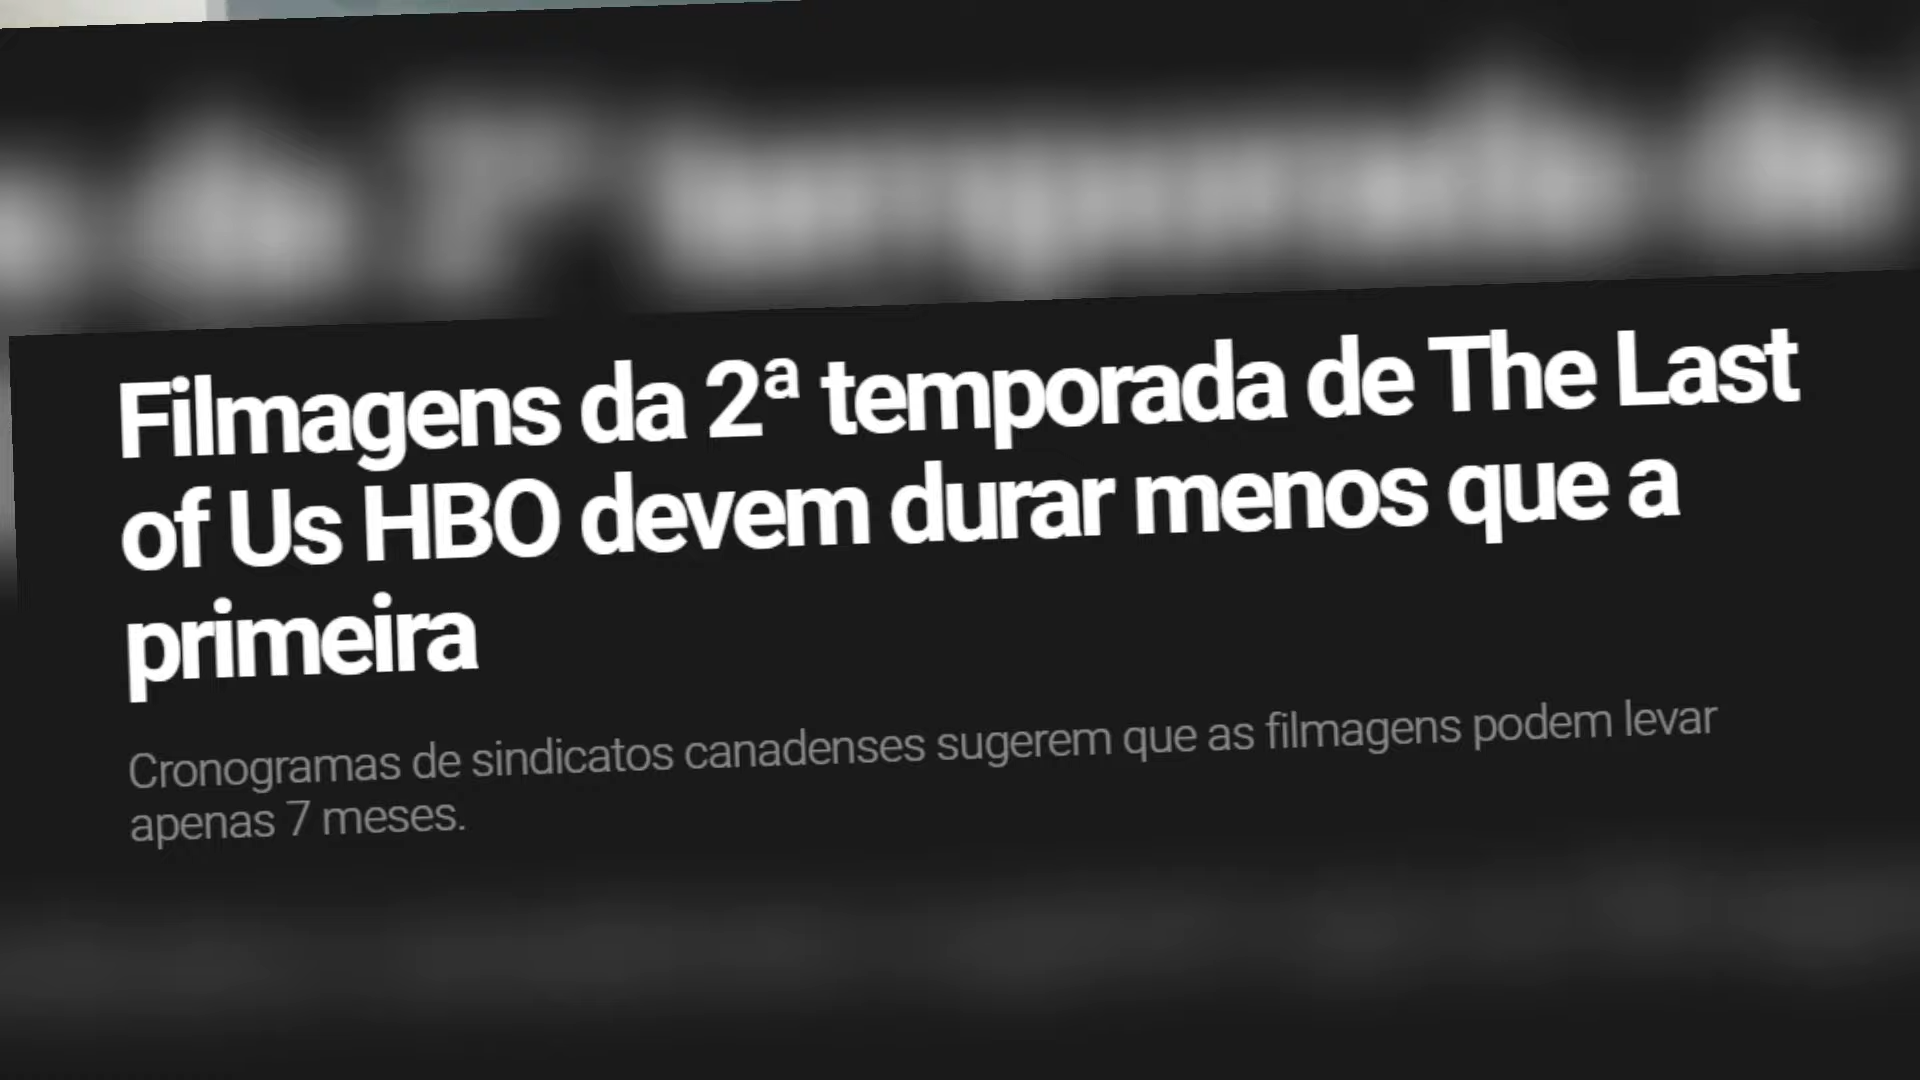 Filmagens da 2ª temporada de The Last
of Us HBO devem durar menos que a
primeira
Cronogramas de sindicatos canadenses sugerem que as filmagens podem levar
apenas 7 meses.